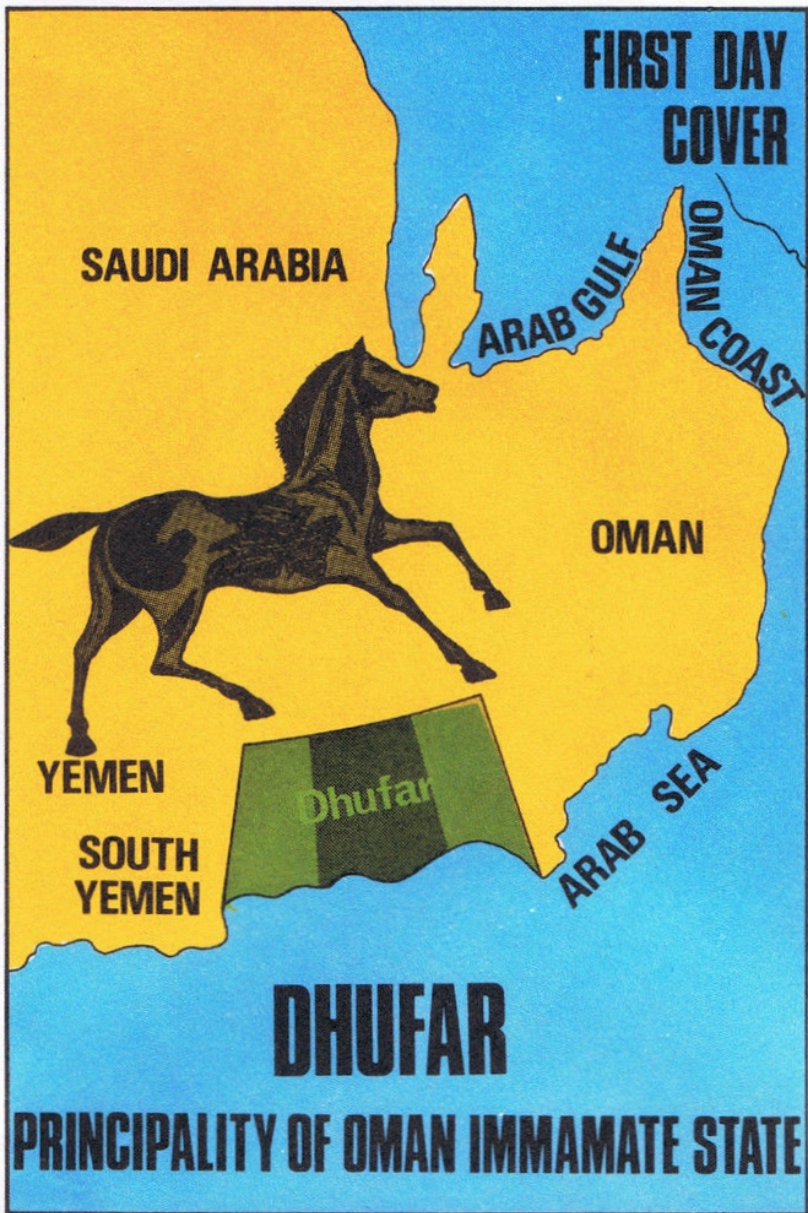 FIRST DAY
COVER
SAUDI ARABIA
ARAB GULF
OMAN COAST
OMAN
YEMEN
Dhufar
SOUTH
YEMEN
ARAB SEA
DHUFAR
PRINCIPALITY OF OMAN IMMAMATE STATE